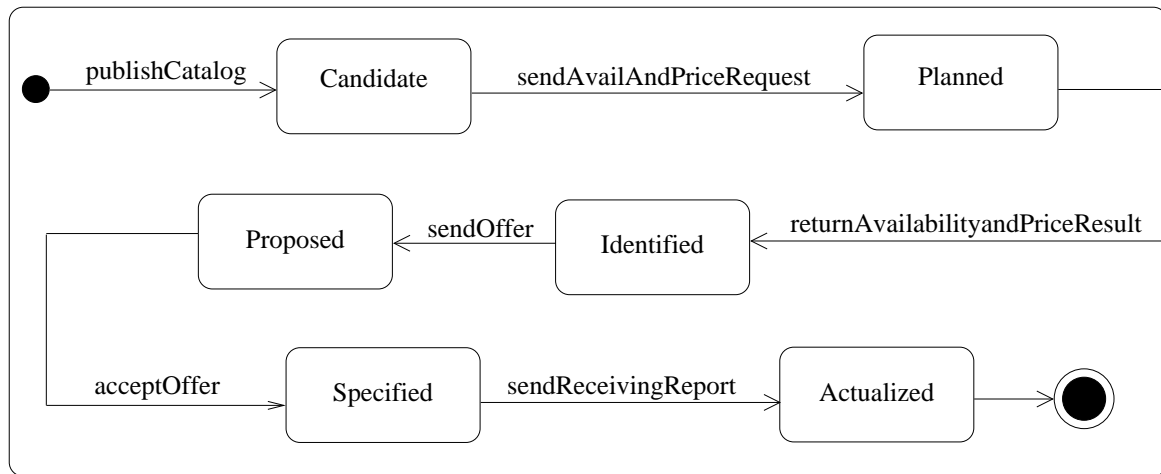 publishCatalog
Candidate
sendAvailAndPriceRequest
Planned
Proposed
sendOffer
Identified
returnAvailabilityandPriceResult
acceptOffer
Specified
sendReceivingReport
Actualized